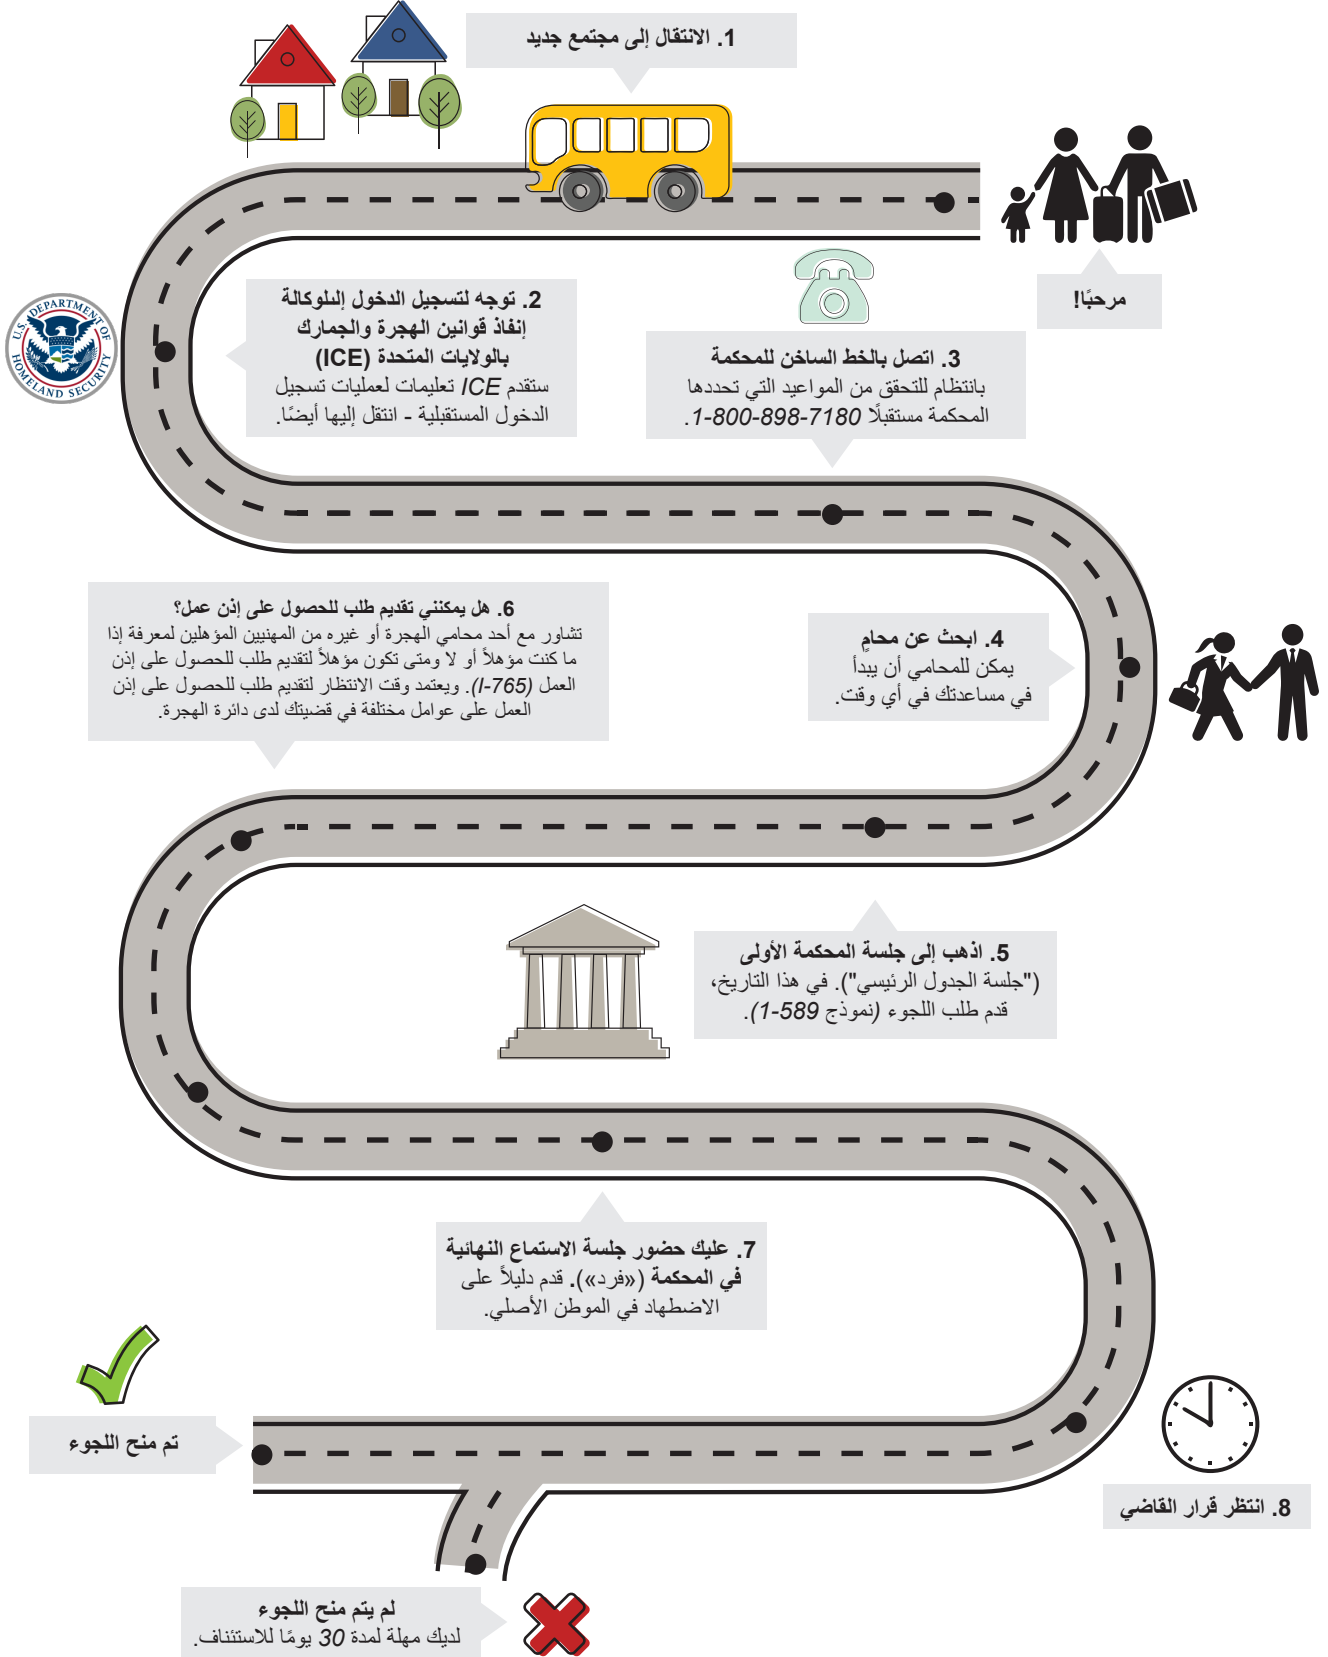 1. الانتقال إلى مجتمع جديد
مرحبًا!
U.S. DEPARTMENT OF
HOMELAND SECURITY
2. توجه لتسجيل الدخول إلىلوكالة
إنفاذ قوانين الهجرة والجمارك
بالولايات المتحدة (ICE)
ستقدم ICE تعليمات لعمليات تسجيل
الدخول المستقبلية - انتقل إليها أيضًا.
3. اتصل بالخط الساخن للمحكمة
بانتظام للتحقق من المواعيد التي تحددها
المحكمة مستقبلًا 1-800-898-7180.
4. ابحث عن محامٍ
يمكن للمحامي أن يبدأ
في مساعدتك في أي وقت.
6. هل يمكنني تقديم طلب للحصول على إذن عمل؟
تشاور مع أحد محامي الهجرة أو غيره من المهنيين المؤهلين لمعرفة إذا
ما كنت مؤهلاً أو لا ومتى تكون مؤهلاً لتقديم طلب للحصول على إذن
العمل (I-765). ويعتمد وقت الانتظار لتقديم طلب للحصول على إذن
العمل على عوامل مختلفة في قضيتك لدى دائرة الهجرة.
5. اذهب إلى جلسة المحكمة الأولى
("جلسة الجدول الرئيسي"). في هذا التاريخ،
قدم طلب اللجوء (نموذج 589-1).
7. عليك حضور جلسة الاستماع النهائية
في المحكمة («فرد»). قدم دليلاً على
الاضطهاد في الموطن الأصلي.
تم منح اللجوء
8. انتظر قرار القاضي
لم يتم منح اللجوء
لديك مهلة لمدة 30 يومًا للاستئناف.